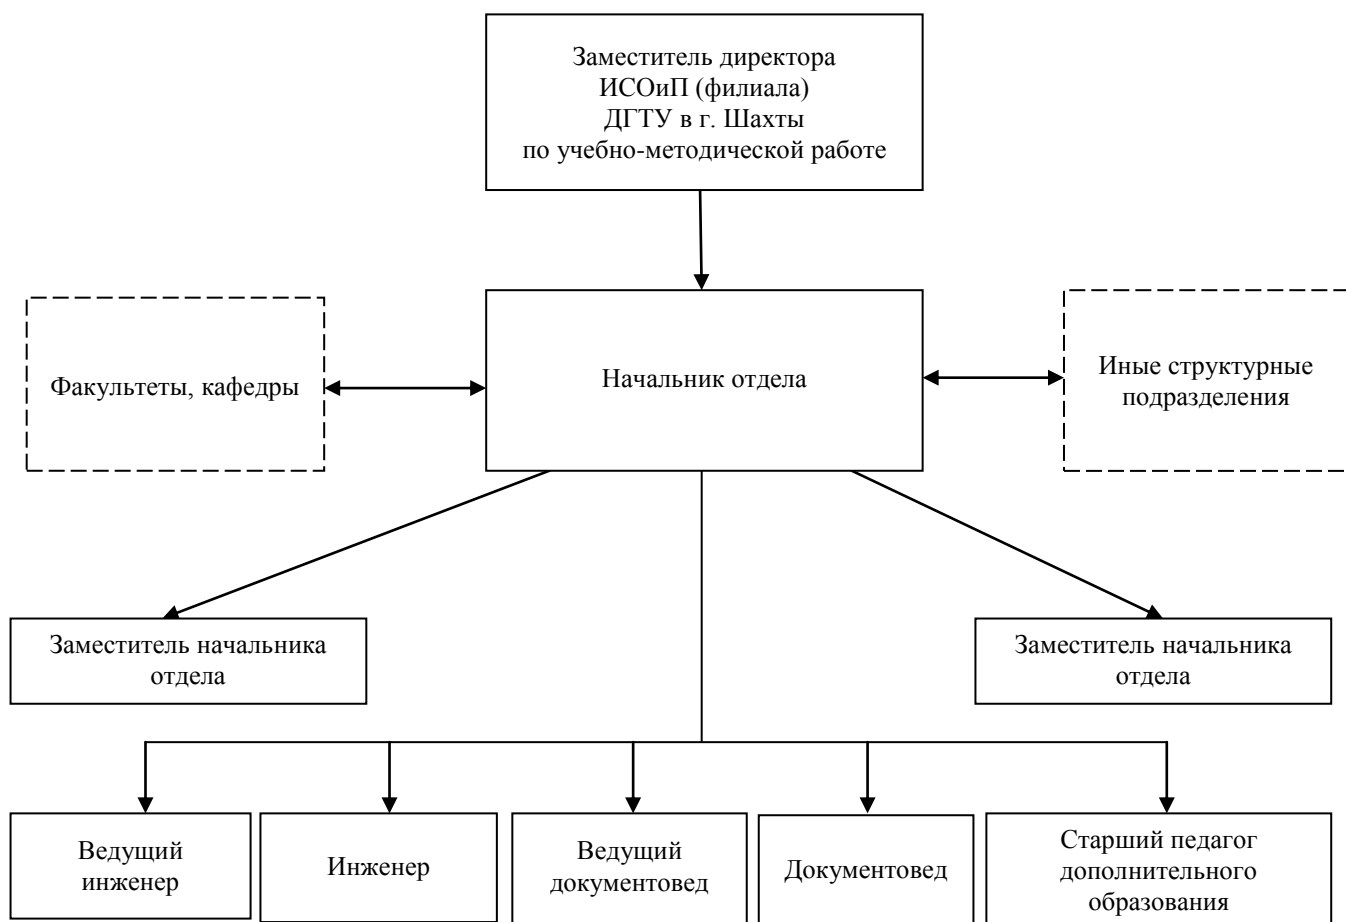 Заместитель директора
ИСОиП (филиала)
ДГТУ в г. Шахты
по учебно-методической работе
Факультеты, кафедры
Начальник отдела
Иные структурные
подразделения
Заместитель начальника
отдела
Заместитель начальника
отдела
Ведущий
инженер
Инженер
Ведущий
документовед
Документовед
Старший педагог
дополнительного
образования